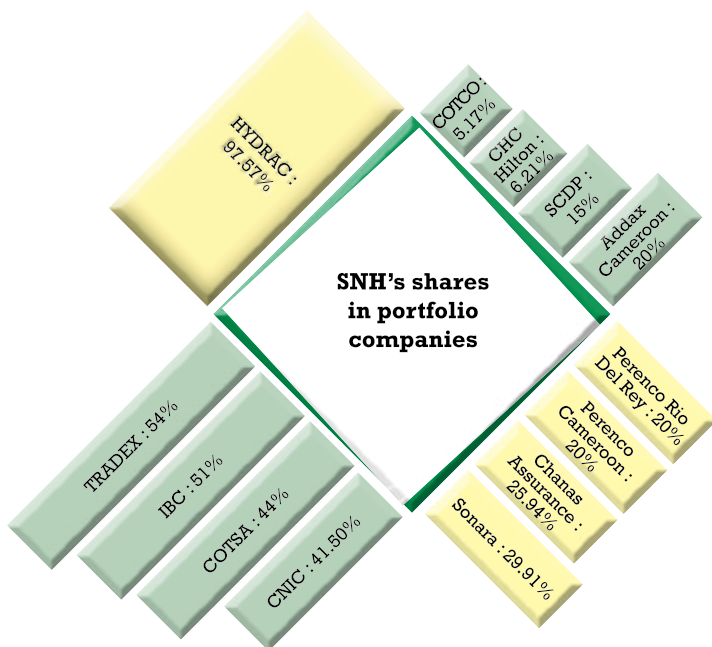 HYDRAC :
97.57%
COTCO :
5.17%
CHC
Hilton :
6.21%
SCDP :
15%
Addax
Cameroon :
20%
SNH's shares
in portfolio
companies
Perenco Rio
Del Rey : 20%
Perenco
Cameroon :
20%
Chanas
Assurance :
25.94%
Sonara : 29.91%
TRADEX : 54%
IBC : 51%
COTSA : 44%
CNIC : 41.50%